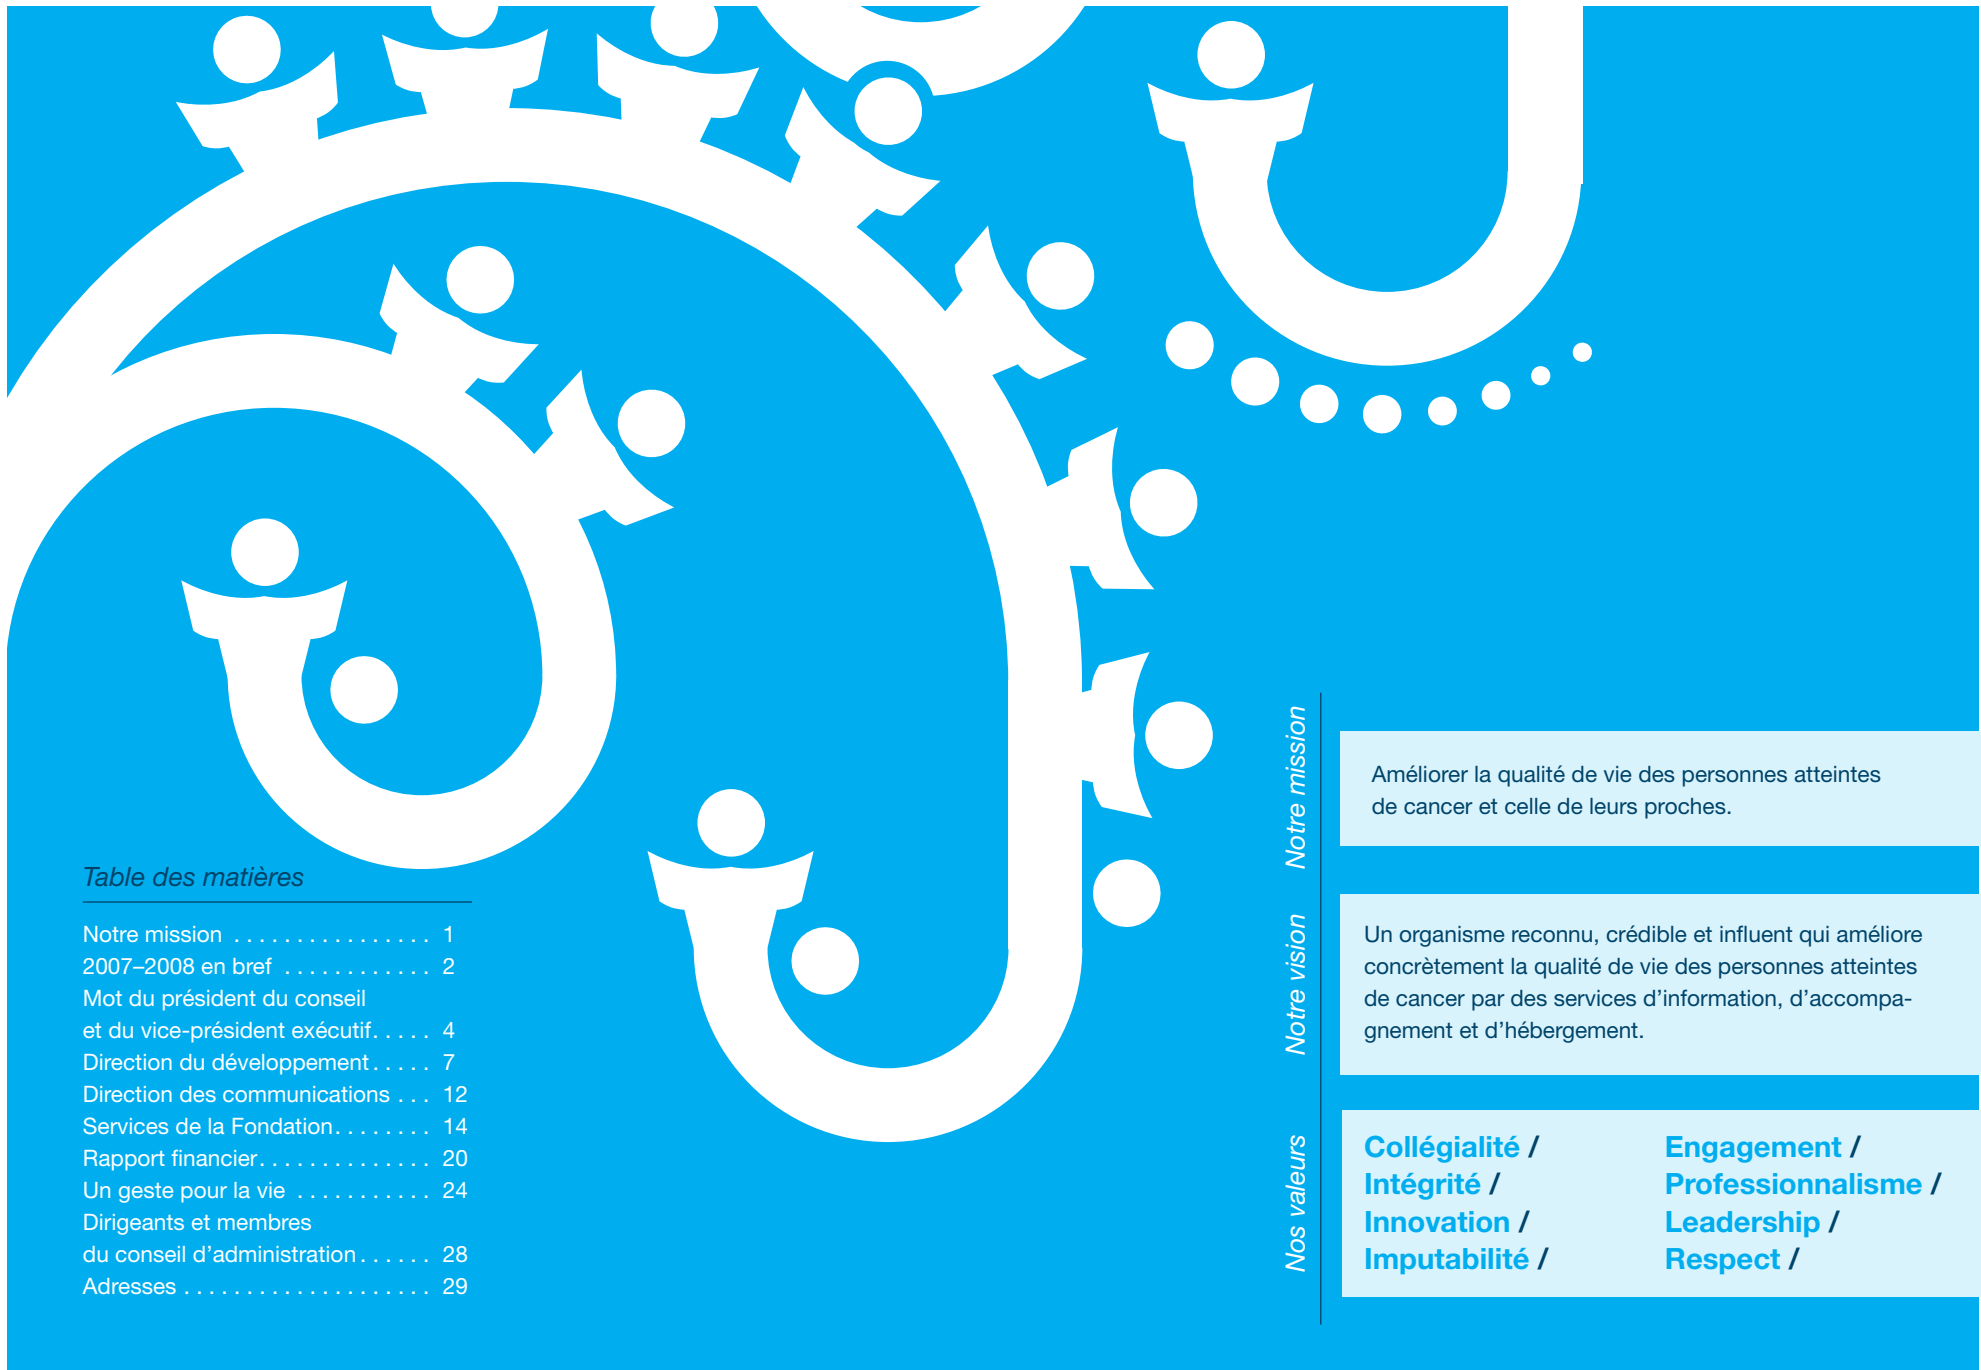 Table des matières
Notre mission . . . . . . . . . . . . . . . . 1
2007–2008 en bref . . . . . . . . . . . . 2
Mot du président du conseil
et du vice-président exécutif. . . . . 4
Direction du développement . . . . . 7
Direction des communications . . . 12
Services de la Fondation. . . . . . . . 14
Rapport financier. . . . . . . . . . . . . . 20
Un geste pour la vie . . . . . . . . . . . 24
Dirigeants et membres
du conseil d’administration . . . . . . 28
Adresses . . . . . . . . . . . . . . . . . . . . 29
Notre mission
Améliorer la qualité de vie des personnes atteintes
de cancer et celle de leurs proches.
Notre vision
Un organisme reconnu, crédible et influent qui améliore
concrètement la qualité de vie des personnes atteintes
de cancer par des services d’information, d’accompa-
gnement et d’hébergement.
Nos valeurs
Collégialité /
Intégrité /
Innovation /
Imputabilité /
Engagement /
Professionnalisme /
Leadership /
Respect /